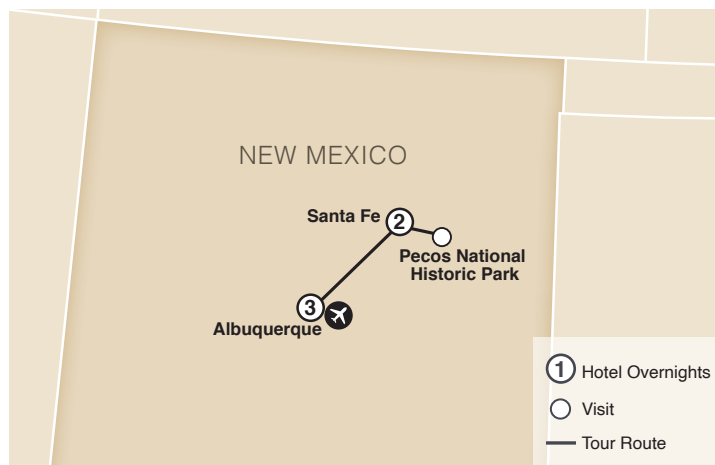 NEW MEXICO
Santa Fe
2
Pecos National
Historic Park
3
Albuquerque
1 Hotel Overnights
Visit
Tour Route